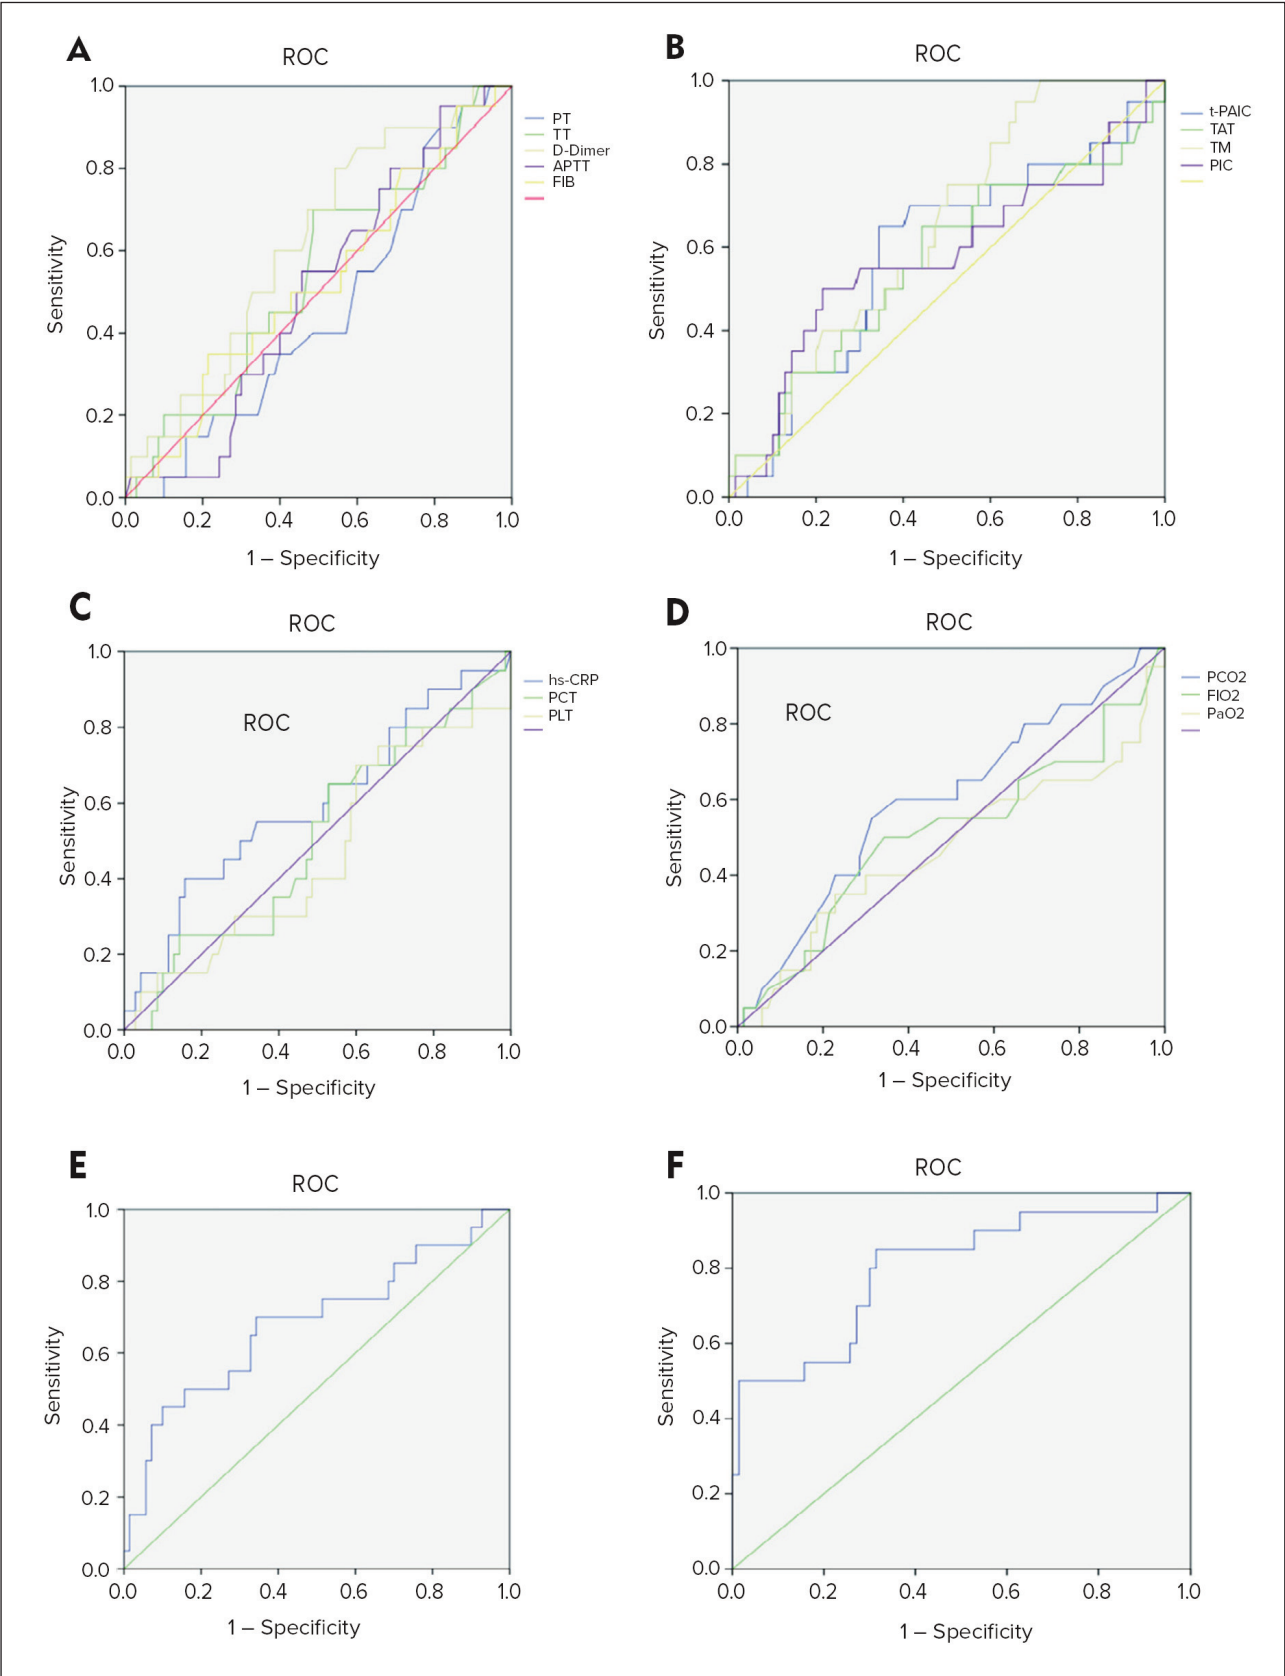 A
ROC
1.0
0.8
0.6
0.4
0.2
0.0
Sensitivity
0.0 0.2 0.4 0.6 0.8 1.0
1 – Specificity
PT
TT
D-Dimer
APTT
FIB
B
ROC
1.0
0.8
0.6
0.4
0.2
0.0
Sensitivity
0.0 0.2 0.4 0.6 0.8 1.0
1 – Specificity
t-PAIC
TAT
TM
PIC
C
ROC
ROC
1.0
0.8
0.6
0.4
0.2
0.0
Sensitivity
0.0 0.2 0.4 0.6 0.8 1.0
1 – Specificity
hs-CRP
PCT
PLT
D
ROC
ROC
1.0
0.8
0.6
0.4
0.2
0.0
Sensitivity
0.0 0.2 0.4 0.6 0.8 1.0
1 – Specificity
PCO2
FIO2
PaO2
E
ROC
1.0
0.8
0.6
0.4
0.2
0.0
Sensitivity
0.0 0.2 0.4 0.6 0.8 1.0
1 – Specificity
F
ROC
1.0
0.8
0.6
0.4
0.2
0.0
Sensitivity
0.0 0.2 0.4 0.6 0.8 1.0
1 – Specificity